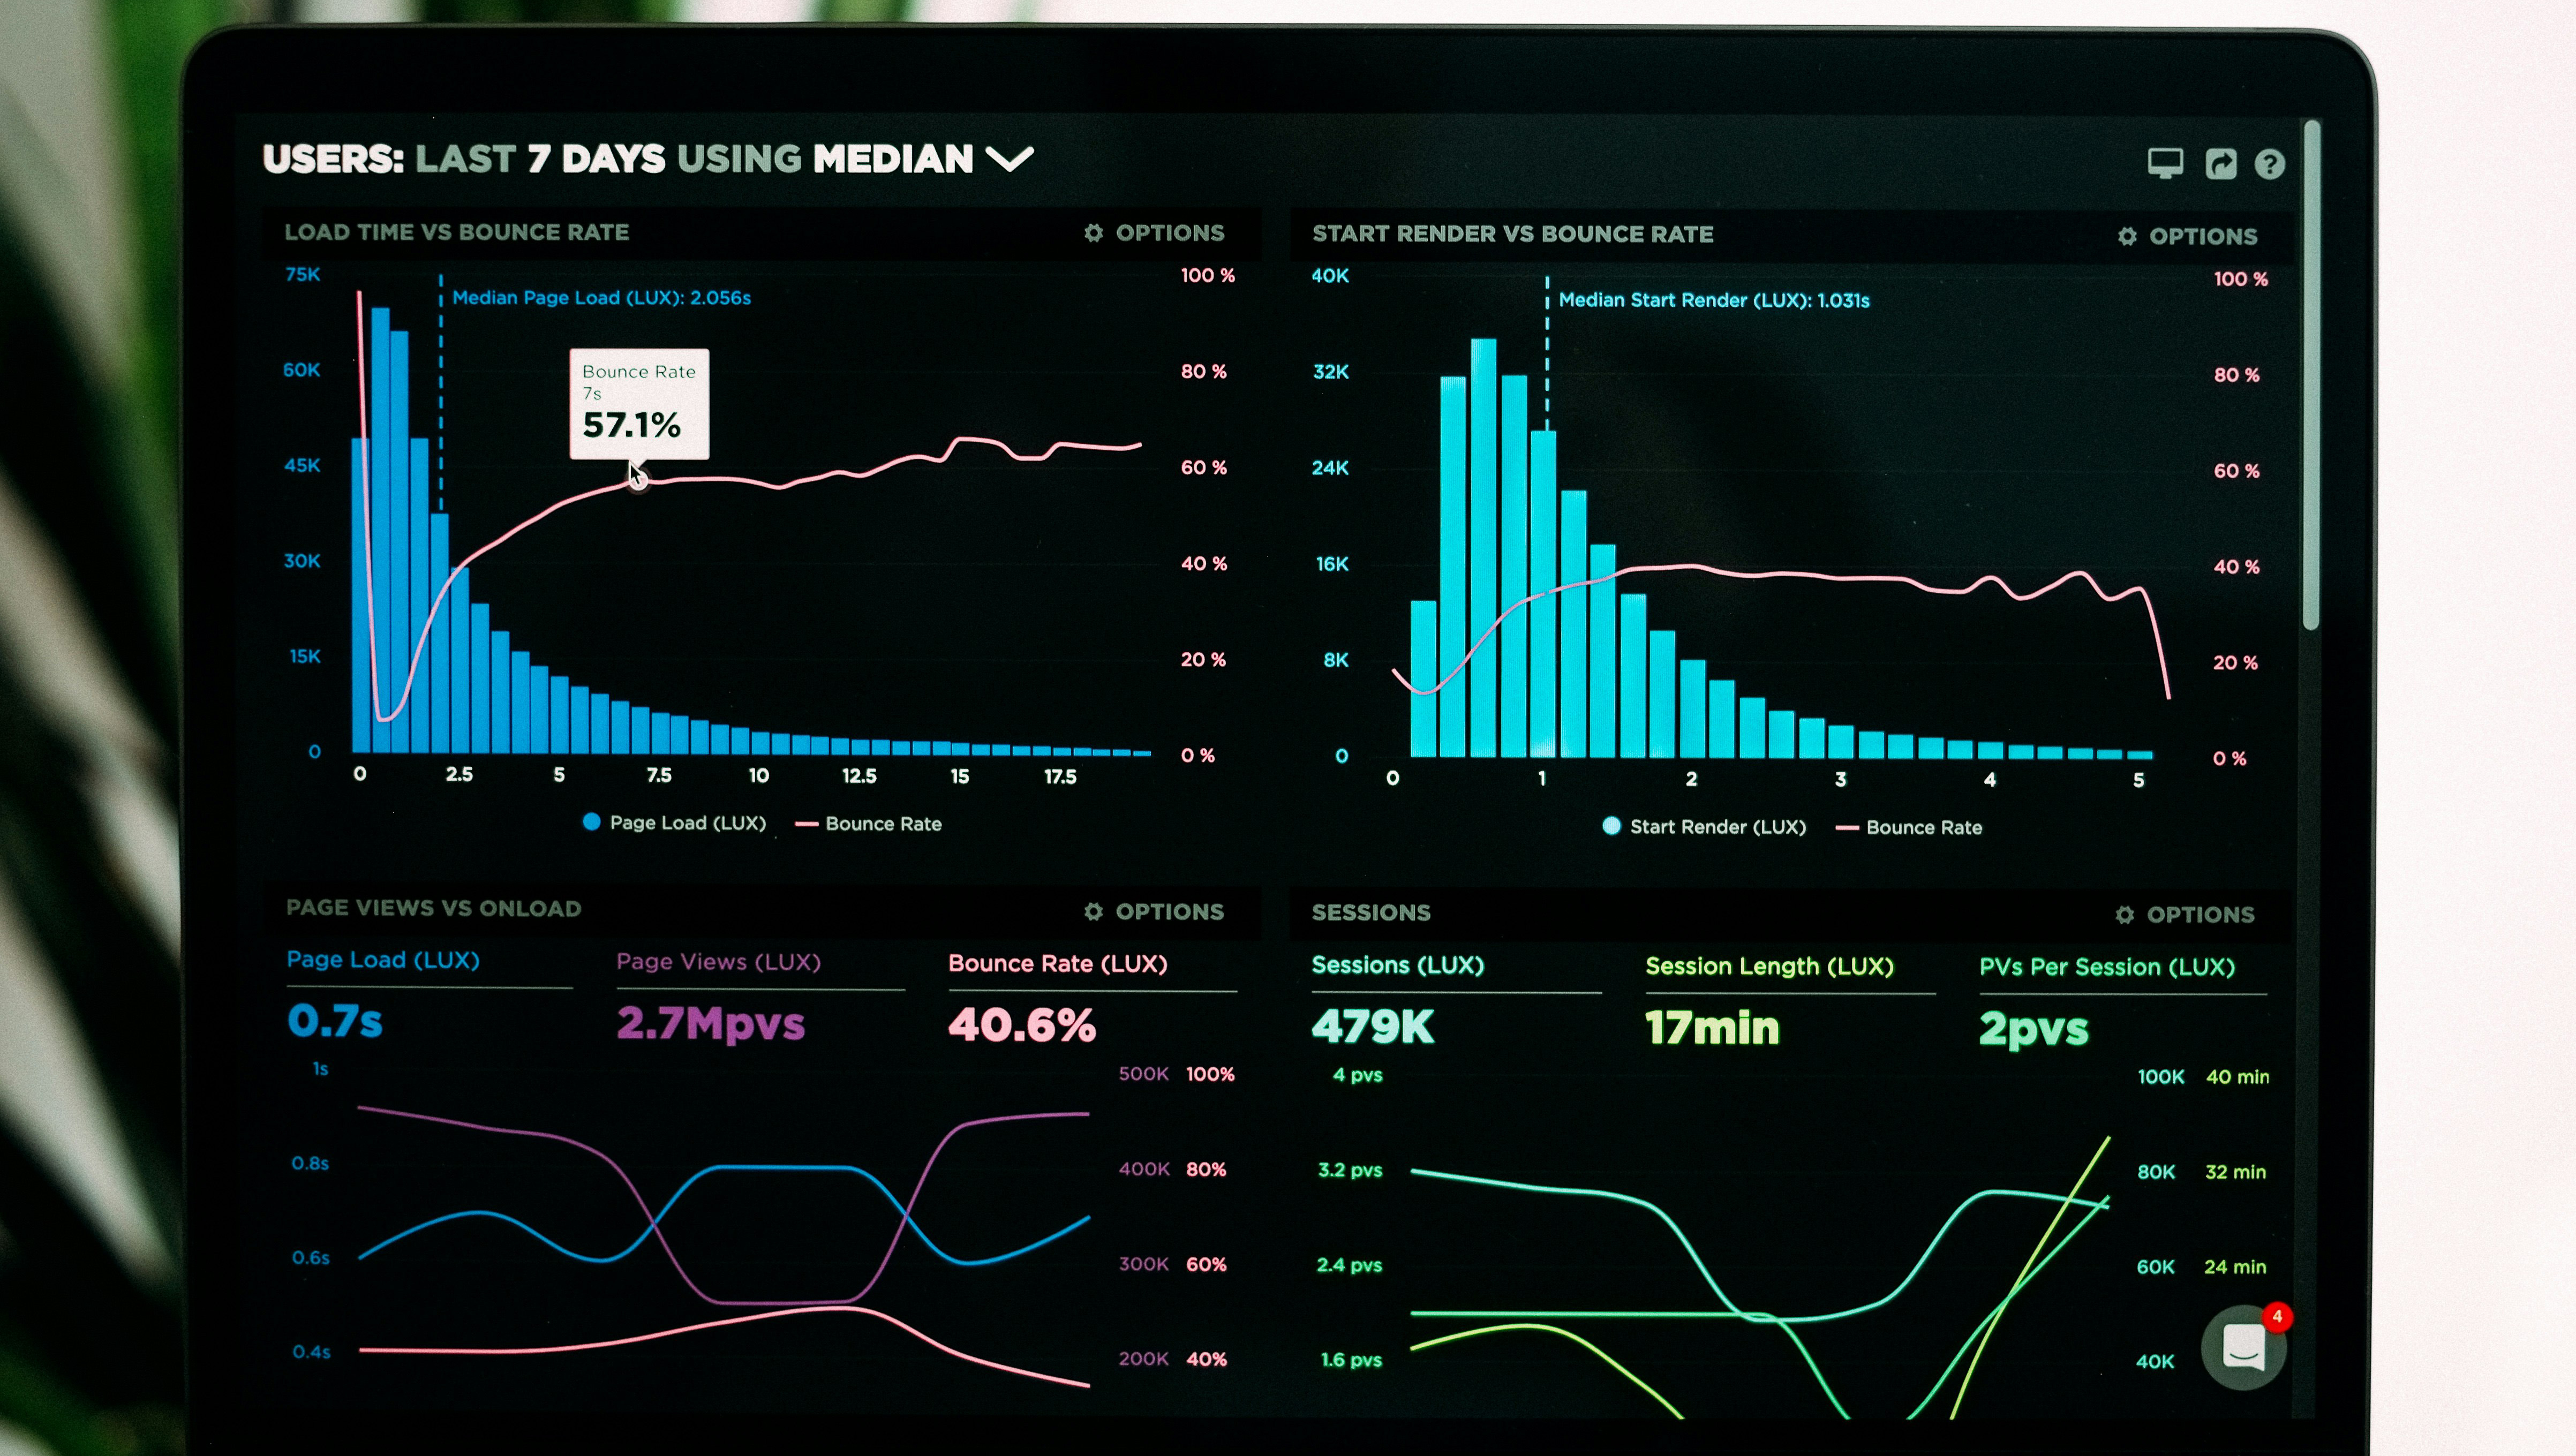 USERS: LAST 7 DAYS USING MEDIAN
LOAD TIME VS BOUNCE RATE
OPTIONS
75K
60K
45K
30K
15K
0
Median Page Load (LUX): 2.056s
Bounce Rate
7s
57.1%
100 %
80 %
60 %
40 %
20 %
0 %
0 2.5 5 7.5 10 12.5 15 17.5
Page Load (LUX) Bounce Rate
START RENDER VS BOUNCE RATE
OPTIONS
40K
32K
24K
16K
8K
0
Median Start Render (LUX): 1.031s
100 %
80 %
60 %
40 %
20 %
0 %
0 1 2 3 4 5
Start Render (LUX) Bounce Rate
PAGE VIEWS VS ONLOAD
OPTIONS
Page Load (LUX) Page Views (LUX) Bounce Rate (LUX)
0.7s 2.7Mpvs 40.6%
1s
0.8s
0.6s
0.4s
500K 100%
400K 80%
300K 60%
200K 40%
SESSIONS
OPTIONS
Sessions (LUX) Session Length (LUX) PVs Per Session (LUX)
479K 17min 2pvs
4 pvs
3.2 pvs
2.4 pvs
1.6 pvs
100K 40 min
80K 32 min
60K 24 min
40K
4